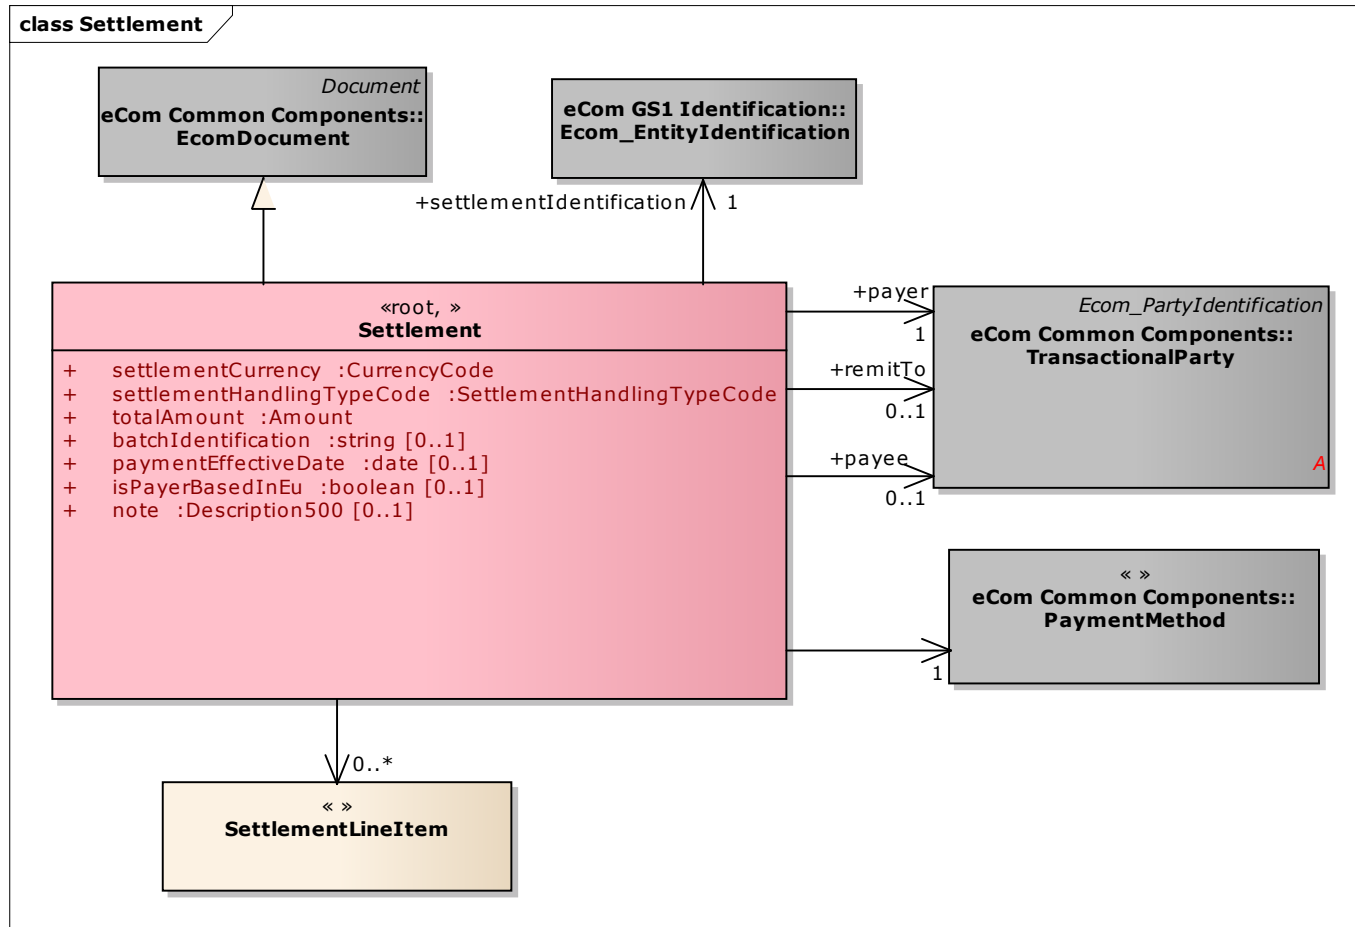 class Settlement
Document
eCom Common Components::
EcomDocument
eCom GS1 Identification::
Ecom_EntityIdentification
+settlementIdentification
1
«root, »
Settlement
+ settlementCurrency :CurrencyCode
+ settlementHandlingTypeCode :SettlementHandlingTypeCode
+ totalAmount :Amount
+ batchIdentification :string [0..1]
+ paymentEffectiveDate :date [0..1]
+ isPayerBasedInEu :boolean [0..1]
+ note :Description500 [0..1]
+payer
1
+remitTo
0..1
+payee
0..1
Ecom_PartyIdentification
eCom Common Components::
TransactionalParty
A
« »
eCom Common Components::
PaymentMethod
1
0..*
« »
SettlementLineItem